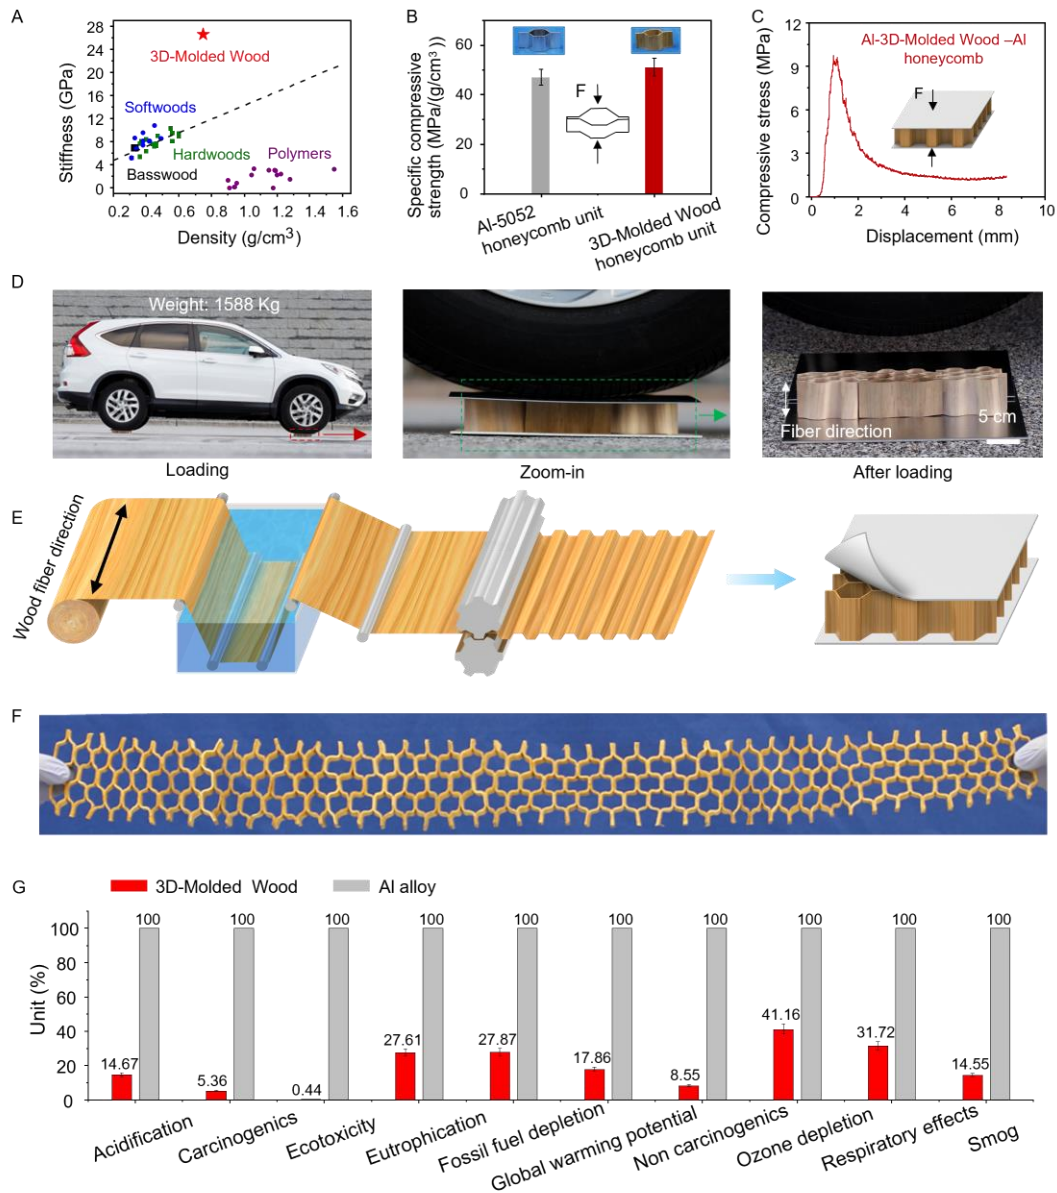 A
Stiffness (GPa)
28
24
20
16
12
8
4
0
3D-Molded Wood
Softwoods
Hardwoods
Polymers
Basswood
0.2 0.4 0.6 0.8 1.0 1.2 1.4 1.6
Density (g/cm³)
B
Specific compressive
strength (MPa/(g/cm³ ))
60
40
20
0
F
Al-5052
honeycomb unit
3D-Molded Wood
honeycomb unit
C
Compressive stress (MPa)
12
9
6
3
0
Al-3D-Molded Wood –Al
honeycomb
F
0 2 4 6 8 10
Displacement (mm)
D
Weight: 1588 Kg
5 cm
Fiber direction
Loading
Zoom-in
After loading
E
Wood fiber direction
F
G
3D-Molded Wood
Al alloy
Unit (%)
100
80
60
40
20
0
100 100 100 100 100 100 100 100 100 100
14.67
5.36
0.44
27.61
27.87
17.86
8.55
41.16
31.72
14.55
Acidification
Carcinogenics
Ecotoxicity
Eutrophication
Fossil fuel depletion
Global warming potential
Non carcinogenics
Ozone depletion
Respiratory effects
Smog